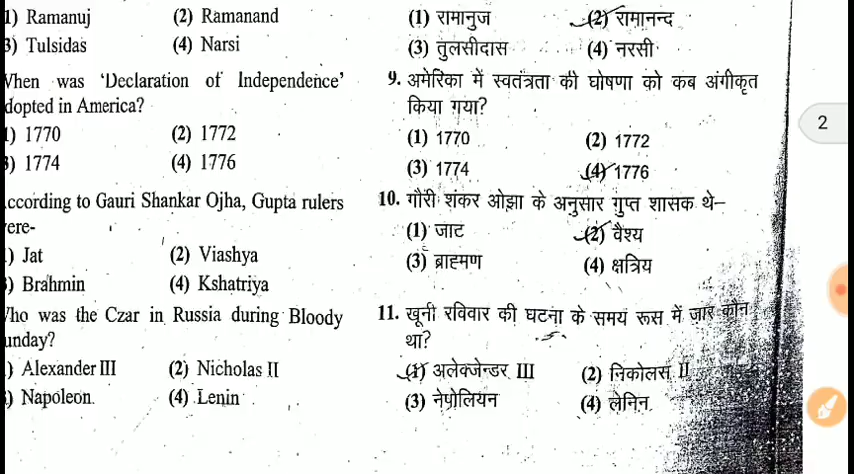 1) Ramanuj (2) Ramanand
3) Tulsidas (4) Narsi
When was 'Declaration of Independence'
dopted in America?
1) 1770 (2) 1772
3) 1774 (4) 1776
ccording to Gauri Shankar Ojha, Gupta rulers
ere-
.) Jat (2) Viashya
) Brahmin (4) Kshatriya
Who was the Czar in Russia during Bloody
unday?
) Alexander III (2) Nicholas II
) Napoleon. (4) Lenin
(1) रामानुज (2) रामानन्द
(3) तुलसीदास (4) नरसी
9. अमेरिका में स्वतंत्रता की घोषणा को कब अंगीकृत
किया गया?
(1) 1770 (2) 1772
(3) 1774 (4) 1776
10. गौरी शंकर ओझा के अनुसार गुप्त शासक थे–
(1) जाट (2) वैश्य
(3) ब्राह्मण (4) क्षत्रिय
11. खूनी रविवार की घटना के समय रूस में जार कौन
था?
(1) अलेक्जेन्डर III (2) निकोलस II
(3) नेपोलियन (4) लेनिन
2